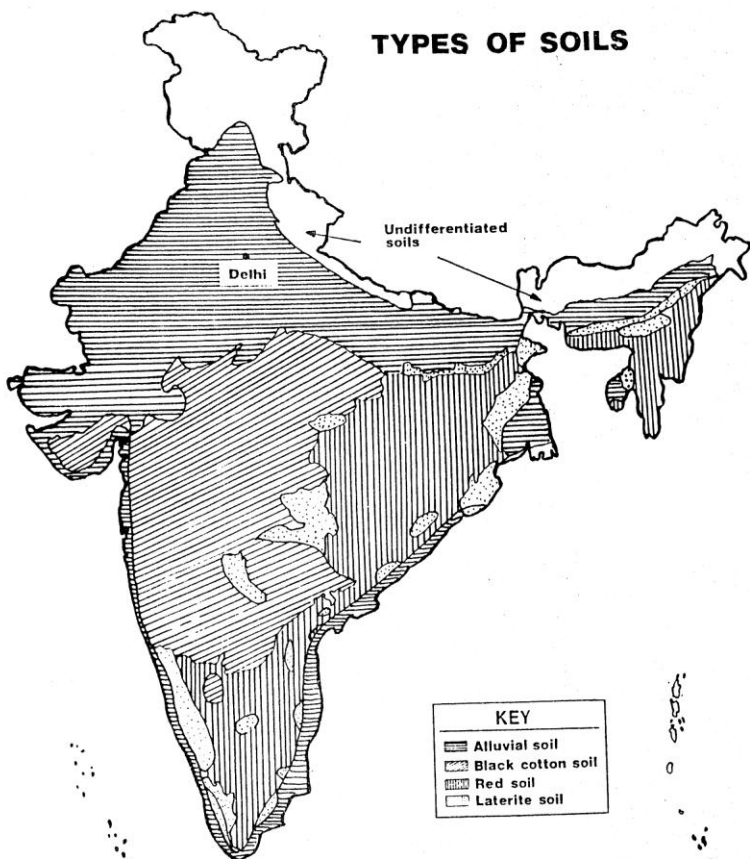 TYPES OF SOILS
Undifferentiated
soils
Delhi
KEY
Alluvial soil
Black cotton soil
Red soil
Laterite soil